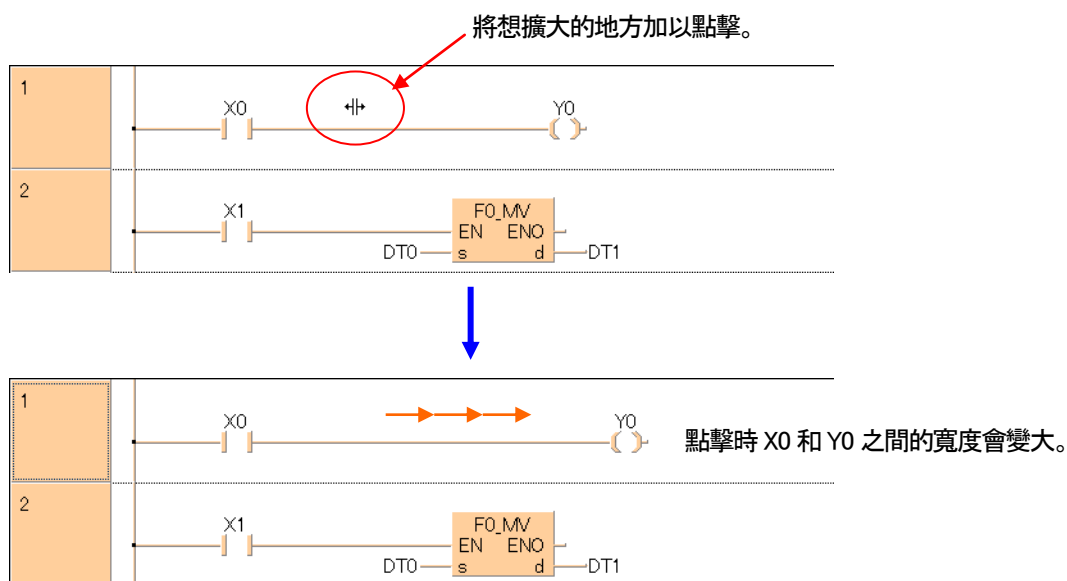 將想擴大的地方加以點擊。
1
X0
Y0
2
X1
F0_MV
EN ENO
DT0 s d DT1
1
X0
Y0
點擊時 X0 和 Y0 之間的寬度會變大。
2
X1
F0_MV
EN ENO
DT0 s d DT1